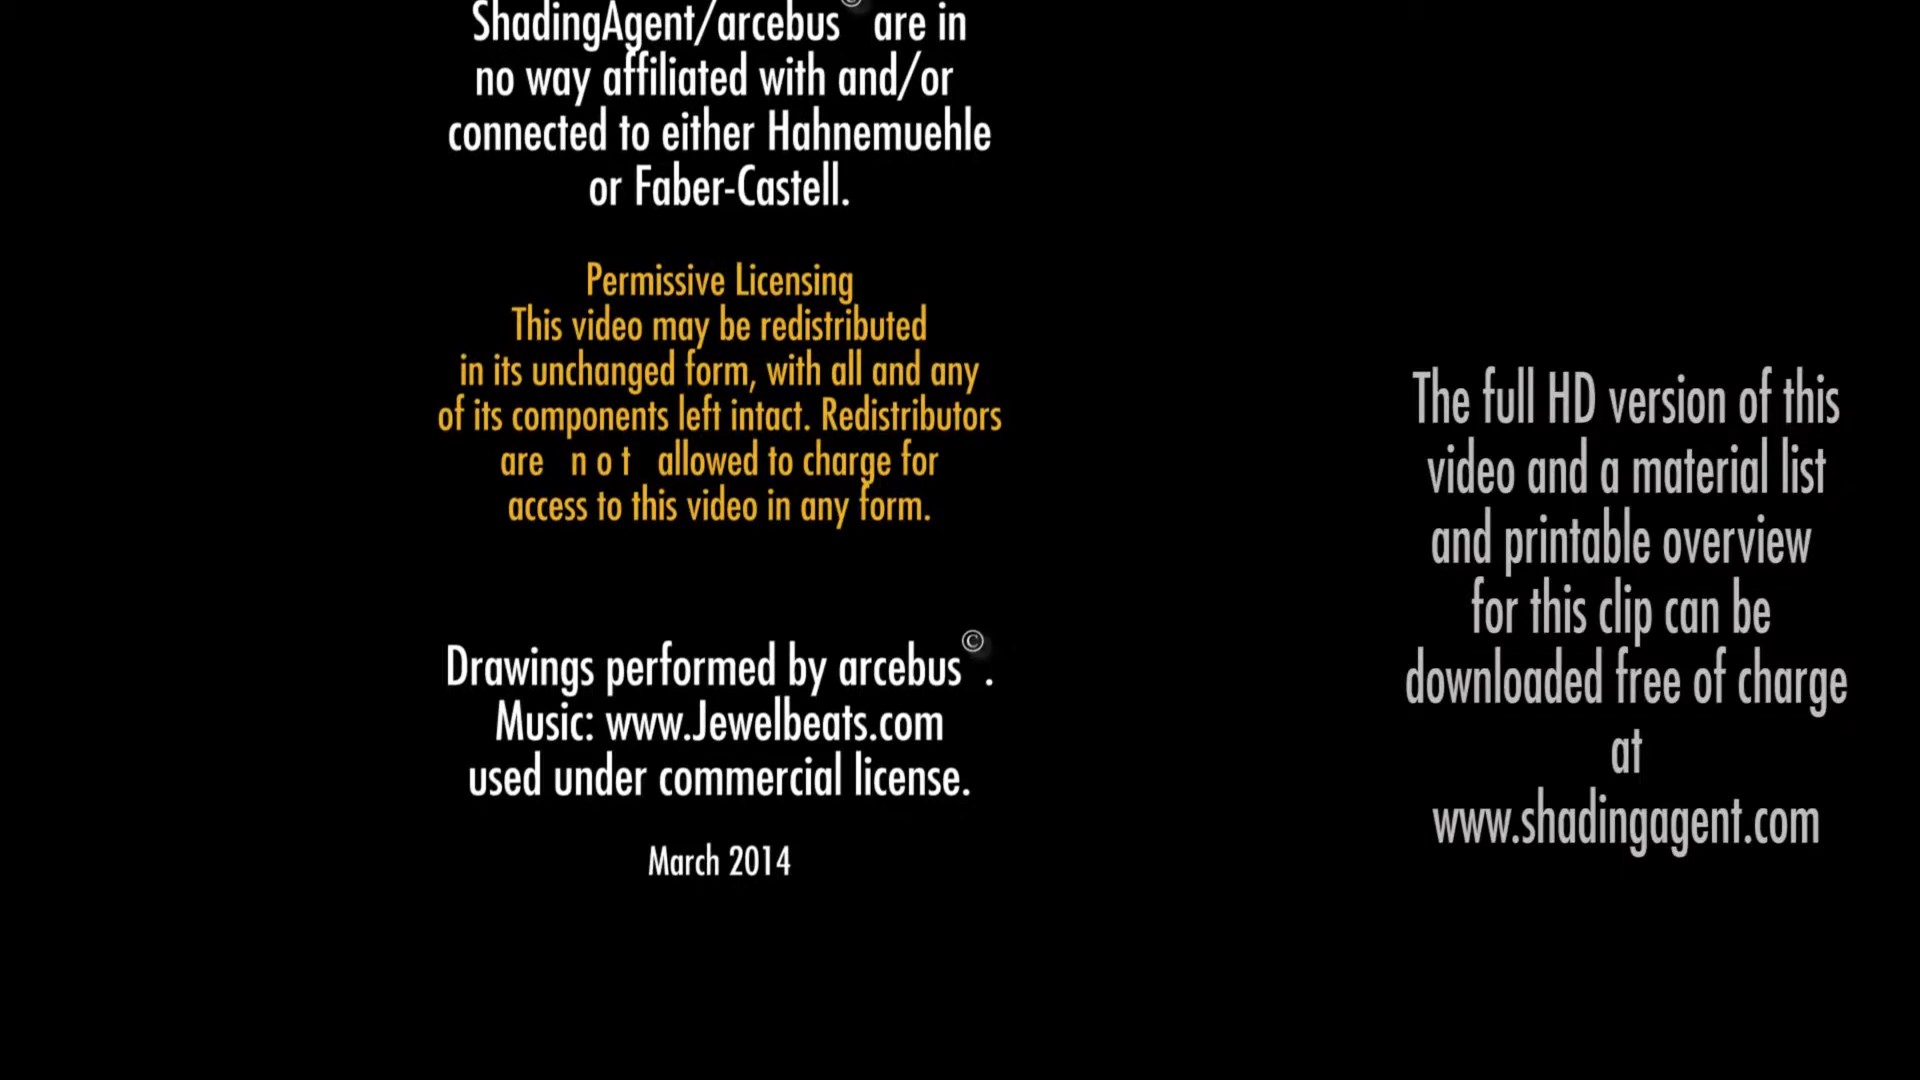 ShadingAgent/arcebus© are in
no way affiliated with and/or
connected to either Hahnemuehle
or Faber-Castell.
Permissive Licensing
This video may be redistributed
in its unchanged form, with all and any
of its components left intact. Redistributors
are n o t allowed to charge for
access to this video in any form.
Drawings performed by arcebus©.
Music: www.Jewelbeats.com
used under commercial license.
March 2014
The full HD version of this
video and a material list
and printable overview
for this clip can be
downloaded free of charge
at
www.shadingagent.com